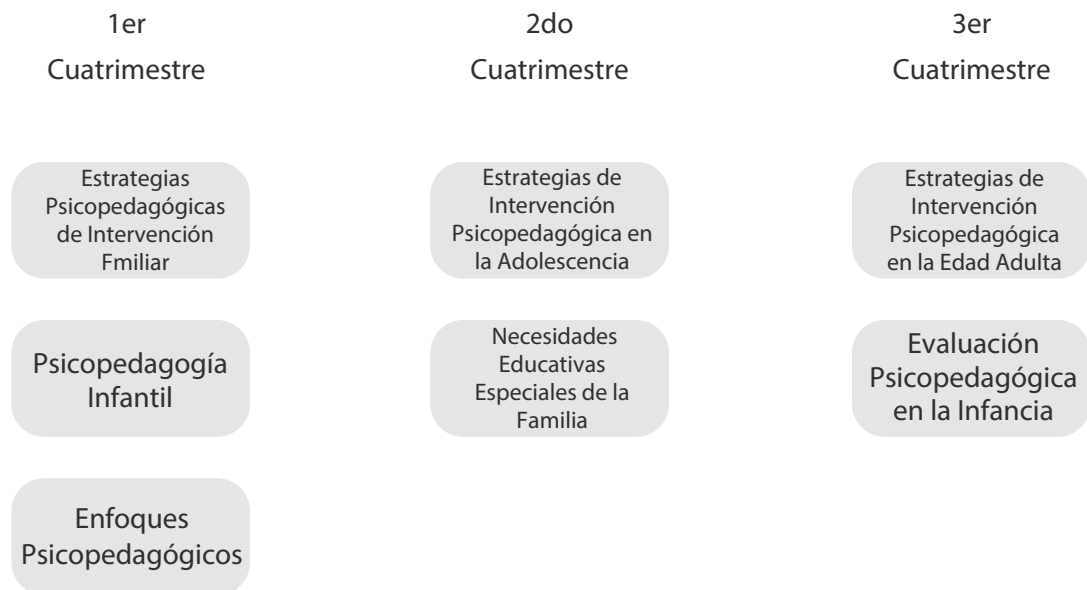 1er
Cuatrimestre
2do
Cuatrimestre
3er
Cuatrimestre
Estrategias
Psicopedagógicas
de Intervención
Fmiliar
Estrategias de
Intervención
Psicopedagógica en
la Adolescencia
Estrategias de
Intervención
Psicopedagógica
en la Edad Adulta
Psicopedagogía
Infantil
Necesidades
Educativas
Especiales de la
Familia
Evaluación
Psicopedagógica
en la Infancia
Enfoques
Psicopedagógicos